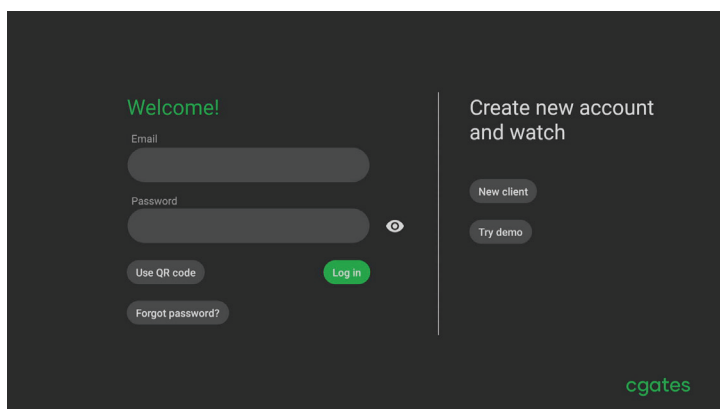 Welcome!
Email
Password
Use QR code
Log in
Forgot password?
Create new account
and watch
New client
Try demo
cgates